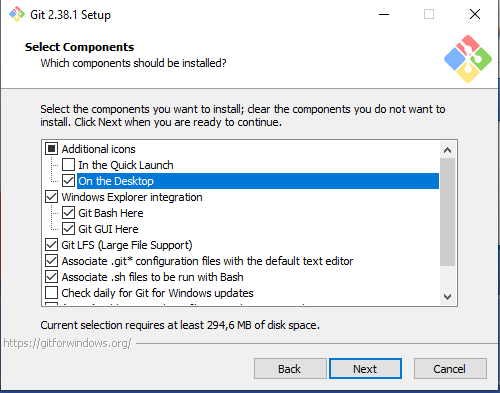 Git 2.38.1 Setup
Select Components
Which components should be installed?
Select the components you want to install; clear the components you do not want to
install. Click Next when you are ready to continue.
Additional icons
In the Quick Launch
On the Desktop
Windows Explorer integration
Git Bash Here
Git GUI Here
Git LFS (Large File Support)
Associate .git* configuration files with the default text editor
Associate .sh files to be run with Bash
Check daily for Git for Windows updates
Current selection requires at least 294,6 MB of disk space.
https://gitforwindows.org/
Back
Next
Cancel